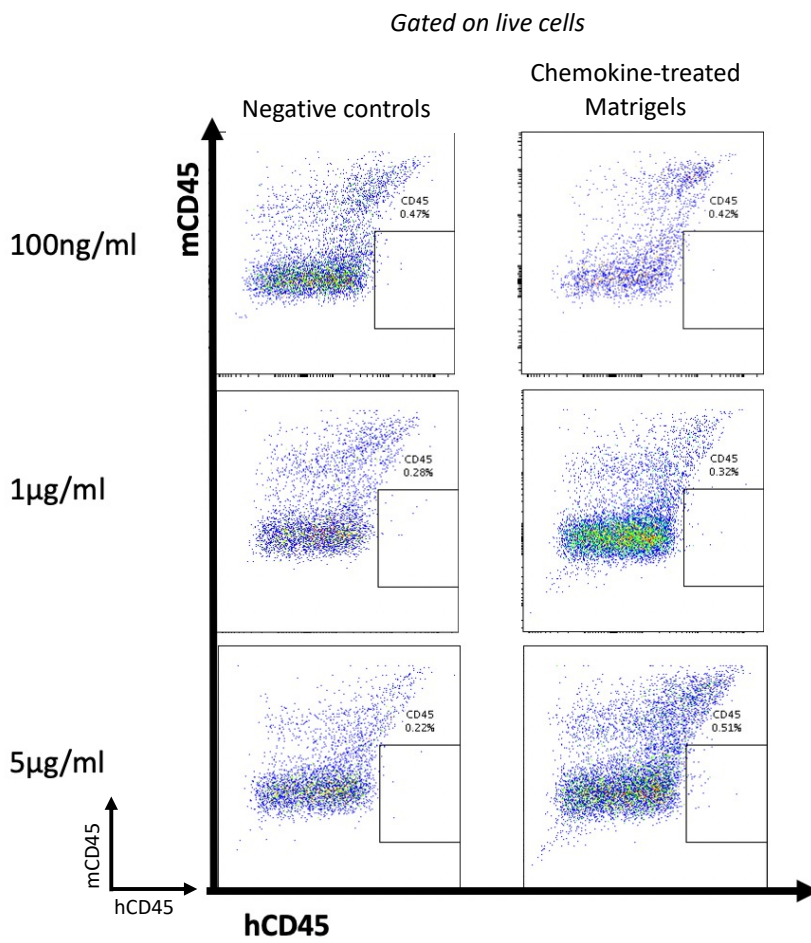 Gated on live cells
Negative controls
Chemokine-treated
Matrigels
mCD45
100ng/ml
CD45
0.47%
CD45
0.42%
1µg/ml
CD45
0.28%
CD45
0.32%
5µg/ml
CD45
0.22%
CD45
0.51%
mCD45
hCD45
hCD45